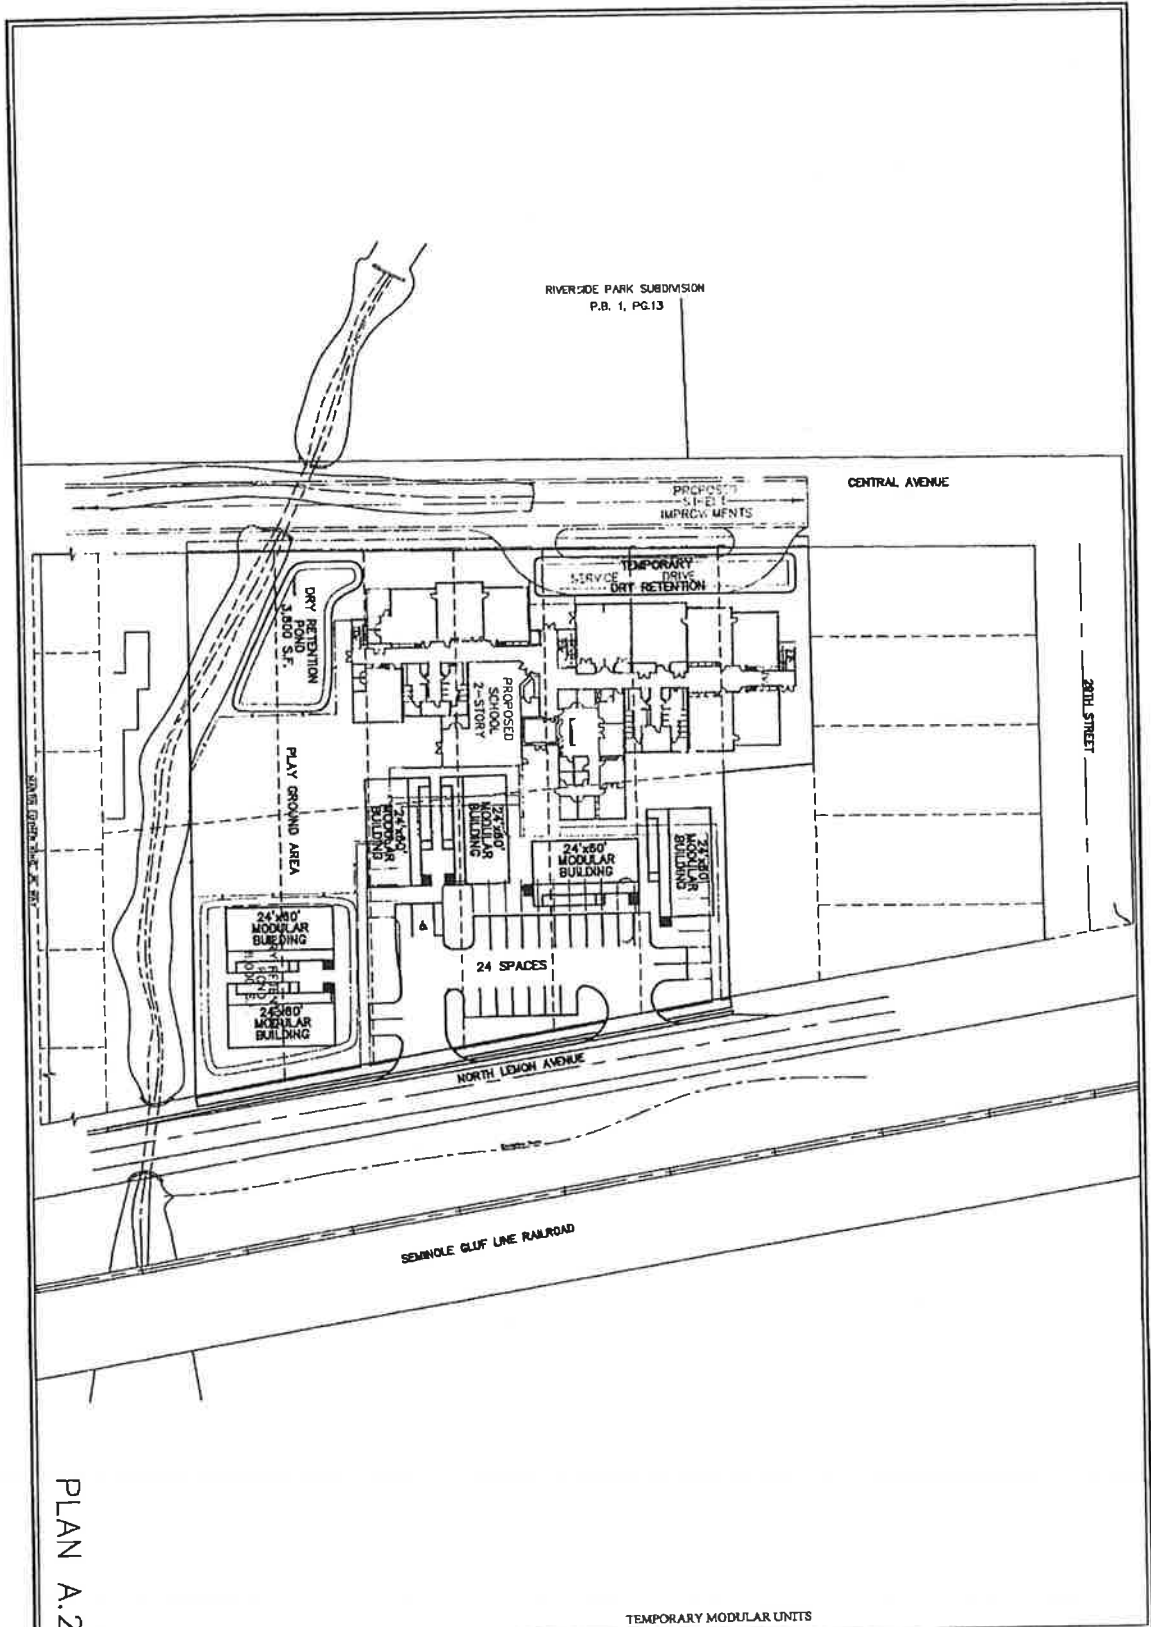 RIVERSIDE PARK SUBDIVISION
P.B. 1, PG.13
CENTRAL AVENUE
PROPOSED
STREET
IMPROVEMENTS
TEMPORARY
SERVICE DRIVE
DRY RETENTION
DRY RETENTION
POND
3,500 S.F.
28TH STREET
PROPOSED
SCHOOL
2-STORY
PLAY GROUND AREA
24'x60'
MODULAR
BUILDING
24'x60'
MODULAR
BUILDING
24'x60'
MODULAR
BUILDING
24'x60'
MODULAR
BUILDING
24'x60'
MODULAR
BUILDING
24'x60'
MODULAR
BUILDING
24 SPACES
NORTH LEMON AVENUE
SEMINOLE GLUF LINE RAILROAD
PLAN A.2
TEMPORARY MODULAR UNITS